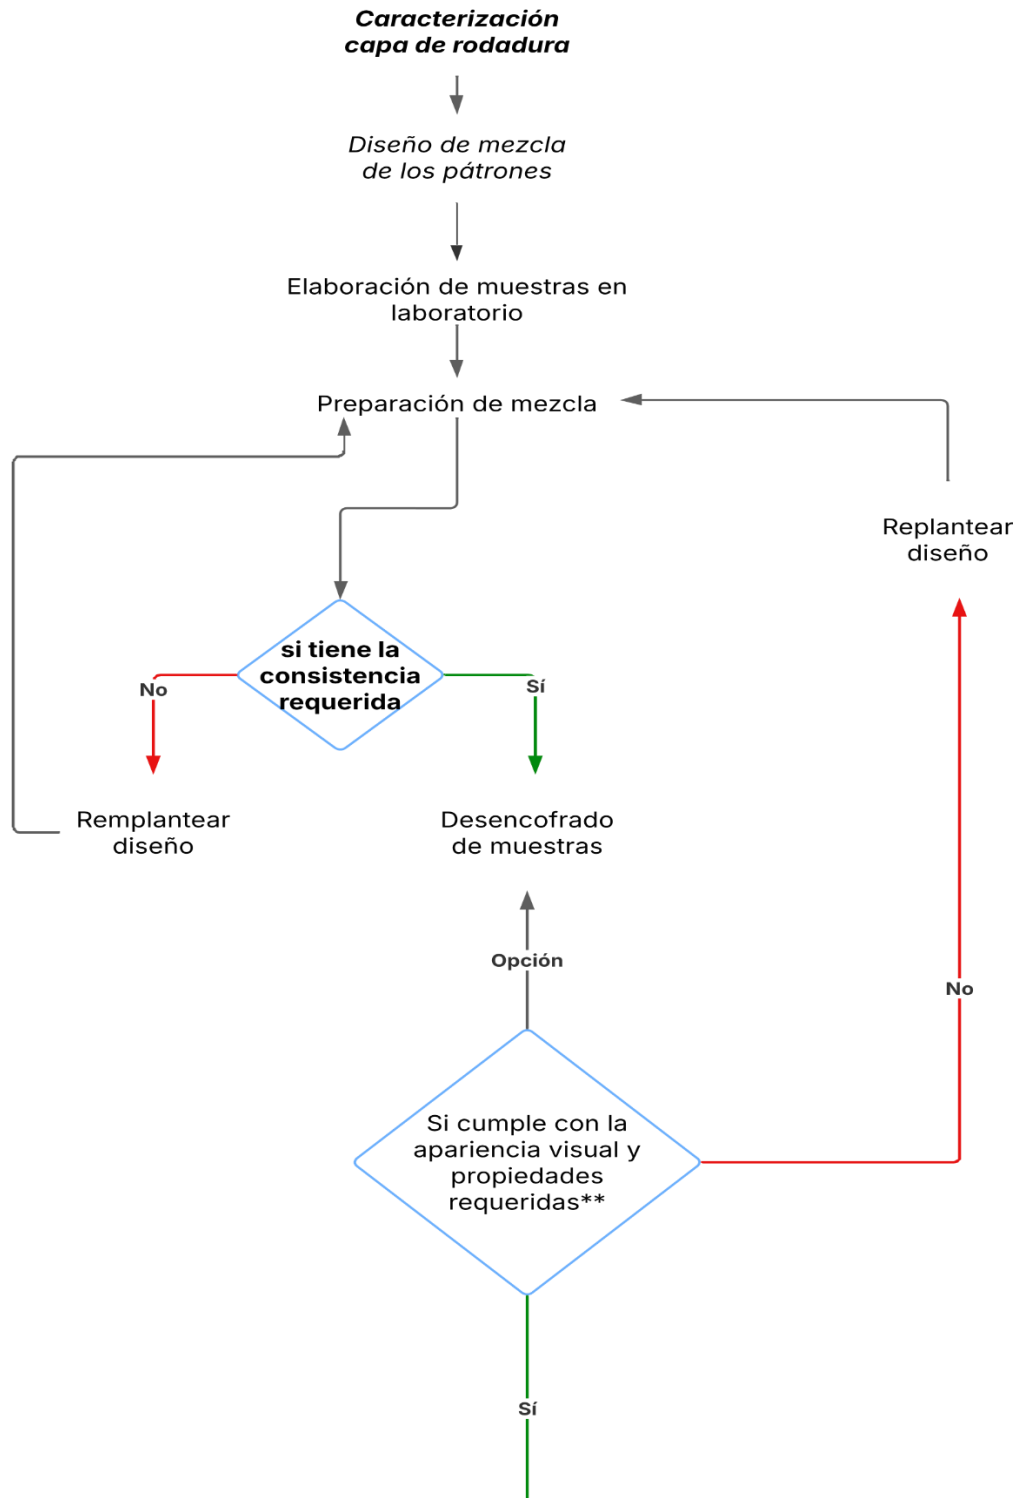 Caracterización
capa de rodadura
Diseño de mezcla
de los pátrones
Elaboración de muestras en
laboratorio
Preparación de mezcla
Replantear
diseño
si tiene la
consistencia
requerida
No
Sí
Remplantear
diseño
Desencofrado
de muestras
Opción
No
Si cumple con la
apariencia visual y
propiedades
requeridas**
Sí